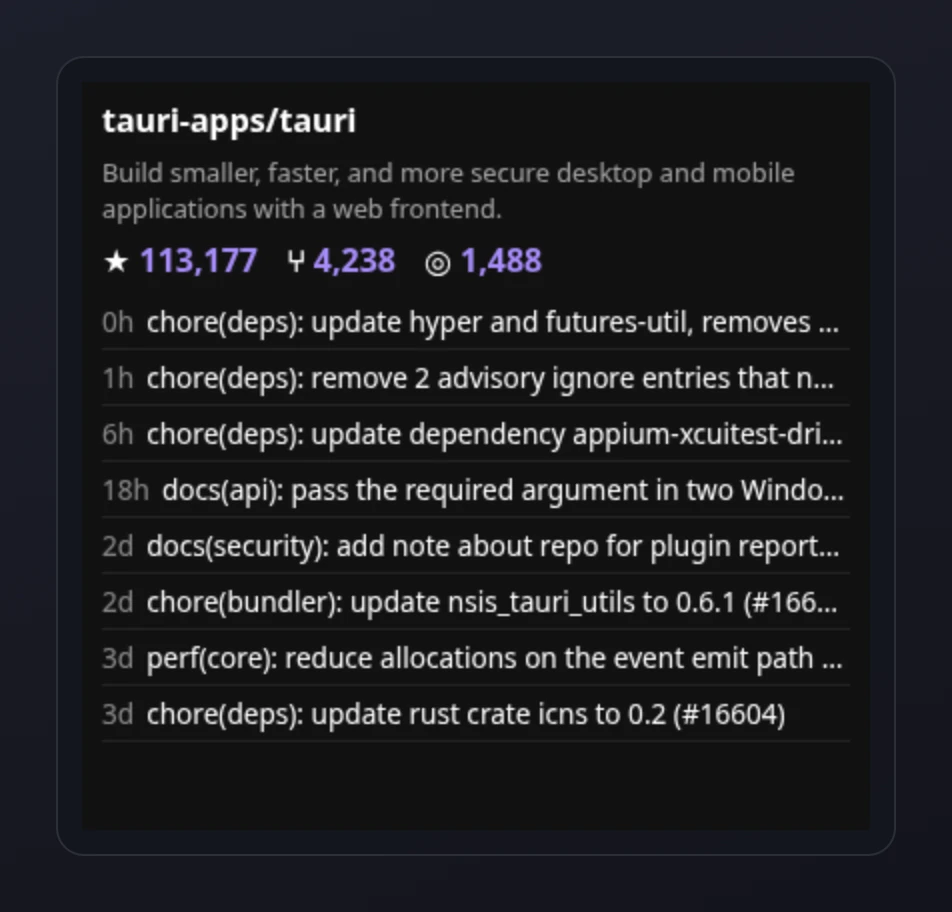 tauri-apps/tauri
Build smaller, faster, and more secure desktop and mobile
applications with a web frontend.
★ 113,177 ⑂ 4,238 ◎ 1,488
0h chore(deps): update hyper and futures-util, removes ...
1h chore(deps): remove 2 advisory ignore entries that n...
6h chore(deps): update dependency appium-xcuitest-dri...
18h docs(api): pass the required argument in two Windo...
2d docs(security): add note about repo for plugin report...
2d chore(bundler): update nsis_tauri_utils to 0.6.1 (#166...
3d perf(core): reduce allocations on the event emit path ...
3d chore(deps): update rust crate icns to 0.2 (#16604)